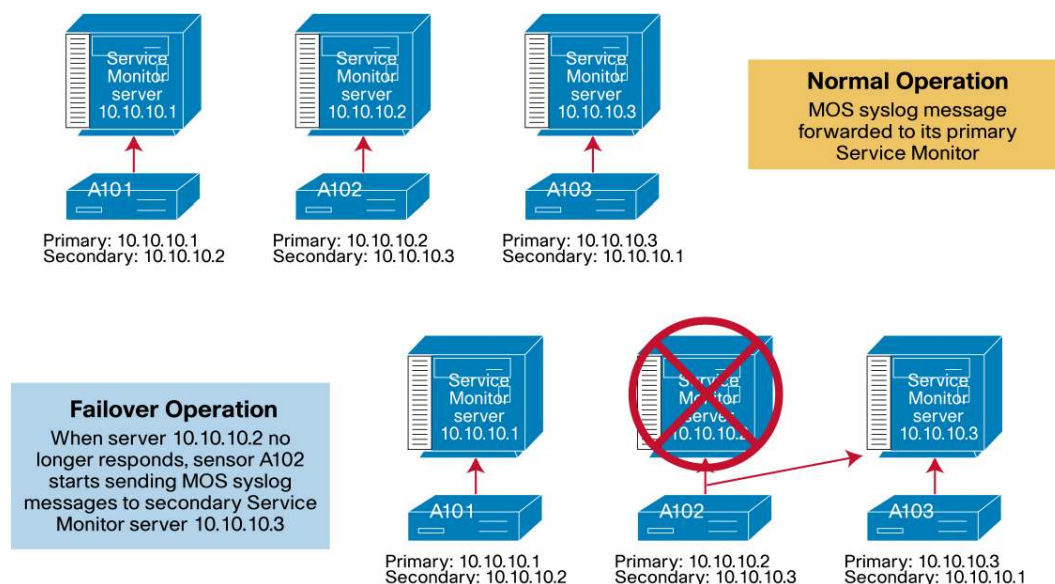 Service
Monitor
server
10.10.10.1
Service
Monitor
server
10.10.10.2
Service
Monitor
server
10.10.10.3
Normal Operation
MOS syslog message
forwarded to its primary
Service Monitor
A101
A102
A103
Primary: 10.10.10.1
Secondary: 10.10.10.2
Primary: 10.10.10.2
Secondary: 10.10.10.3
Primary: 10.10.10.3
Secondary: 10.10.10.1
Failover Operation
When server 10.10.10.2 no
longer responds, sensor A102
starts sending MOS syslog
messages to secondary Service
Monitor server 10.10.10.3
Service
Monitor
server
10.10.10.1
Service
Monitor
server
10.10.10.2
Service
Monitor
server
10.10.10.3
A101
A102
A103
Primary: 10.10.10.1
Secondary: 10.10.10.2
Primary: 10.10.10.2
Secondary: 10.10.10.3
Primary: 10.10.10.3
Secondary: 10.10.10.1